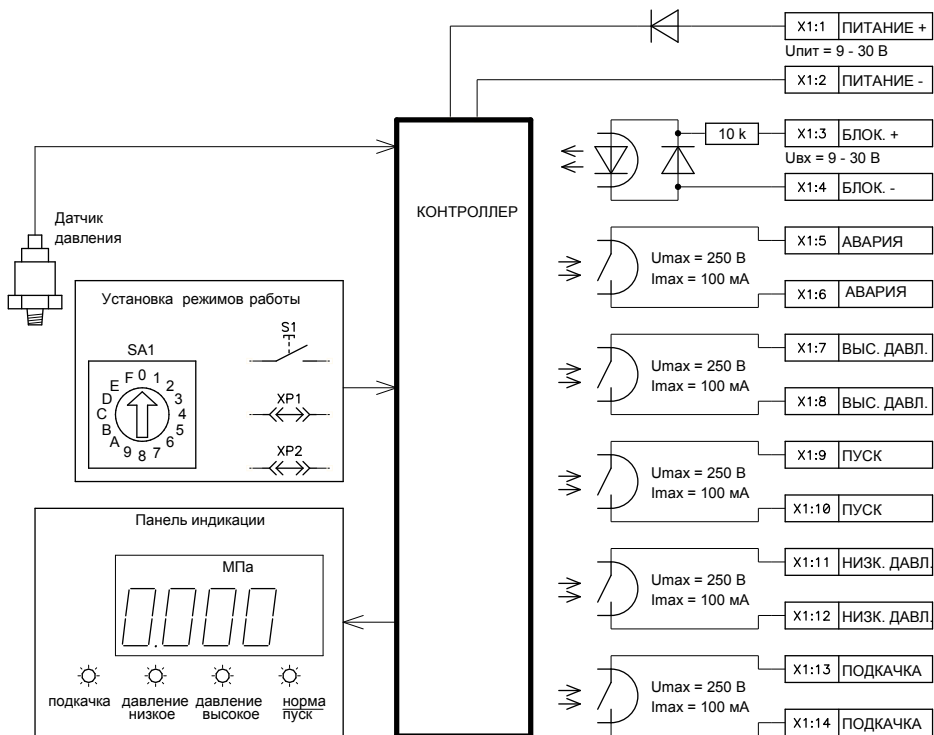 X1:1 ПИТАНИЕ +
Uпит = 9 - 30 В
X1:2 ПИТАНИЕ -
10 k X1:3 БЛОК. +
Uвх = 9 - 30 В
X1:4 БЛОК. -
КОНТРОЛЛЕР
Датчик
давления
X1:5 АВАРИЯ
Umax = 250 В
Imax = 100 мА
X1:6 АВАРИЯ
Установка режимов работы
S1
SA1
F 0 1 2 3 4 5 6 7 8 9 A B C D E
XP1
XP2
X1:7 ВЫС. ДАВЛ.
Umax = 250 В
Imax = 100 мА
X1:8 ВЫС. ДАВЛ.
X1:9 ПУСК
Umax = 250 В
Imax = 100 мА
X1:10 ПУСК
Панель индикации
МПа
0.000
подкачка
давление
низкое
давление
высокое
норма
пуск
X1:11 НИЗК. ДАВЛ.
Umax = 250 В
Imax = 100 мА
X1:12 НИЗК. ДАВЛ.
X1:13 ПОДКАЧКА
Umax = 250 В
Imax = 100 мА
X1:14 ПОДКАЧКА